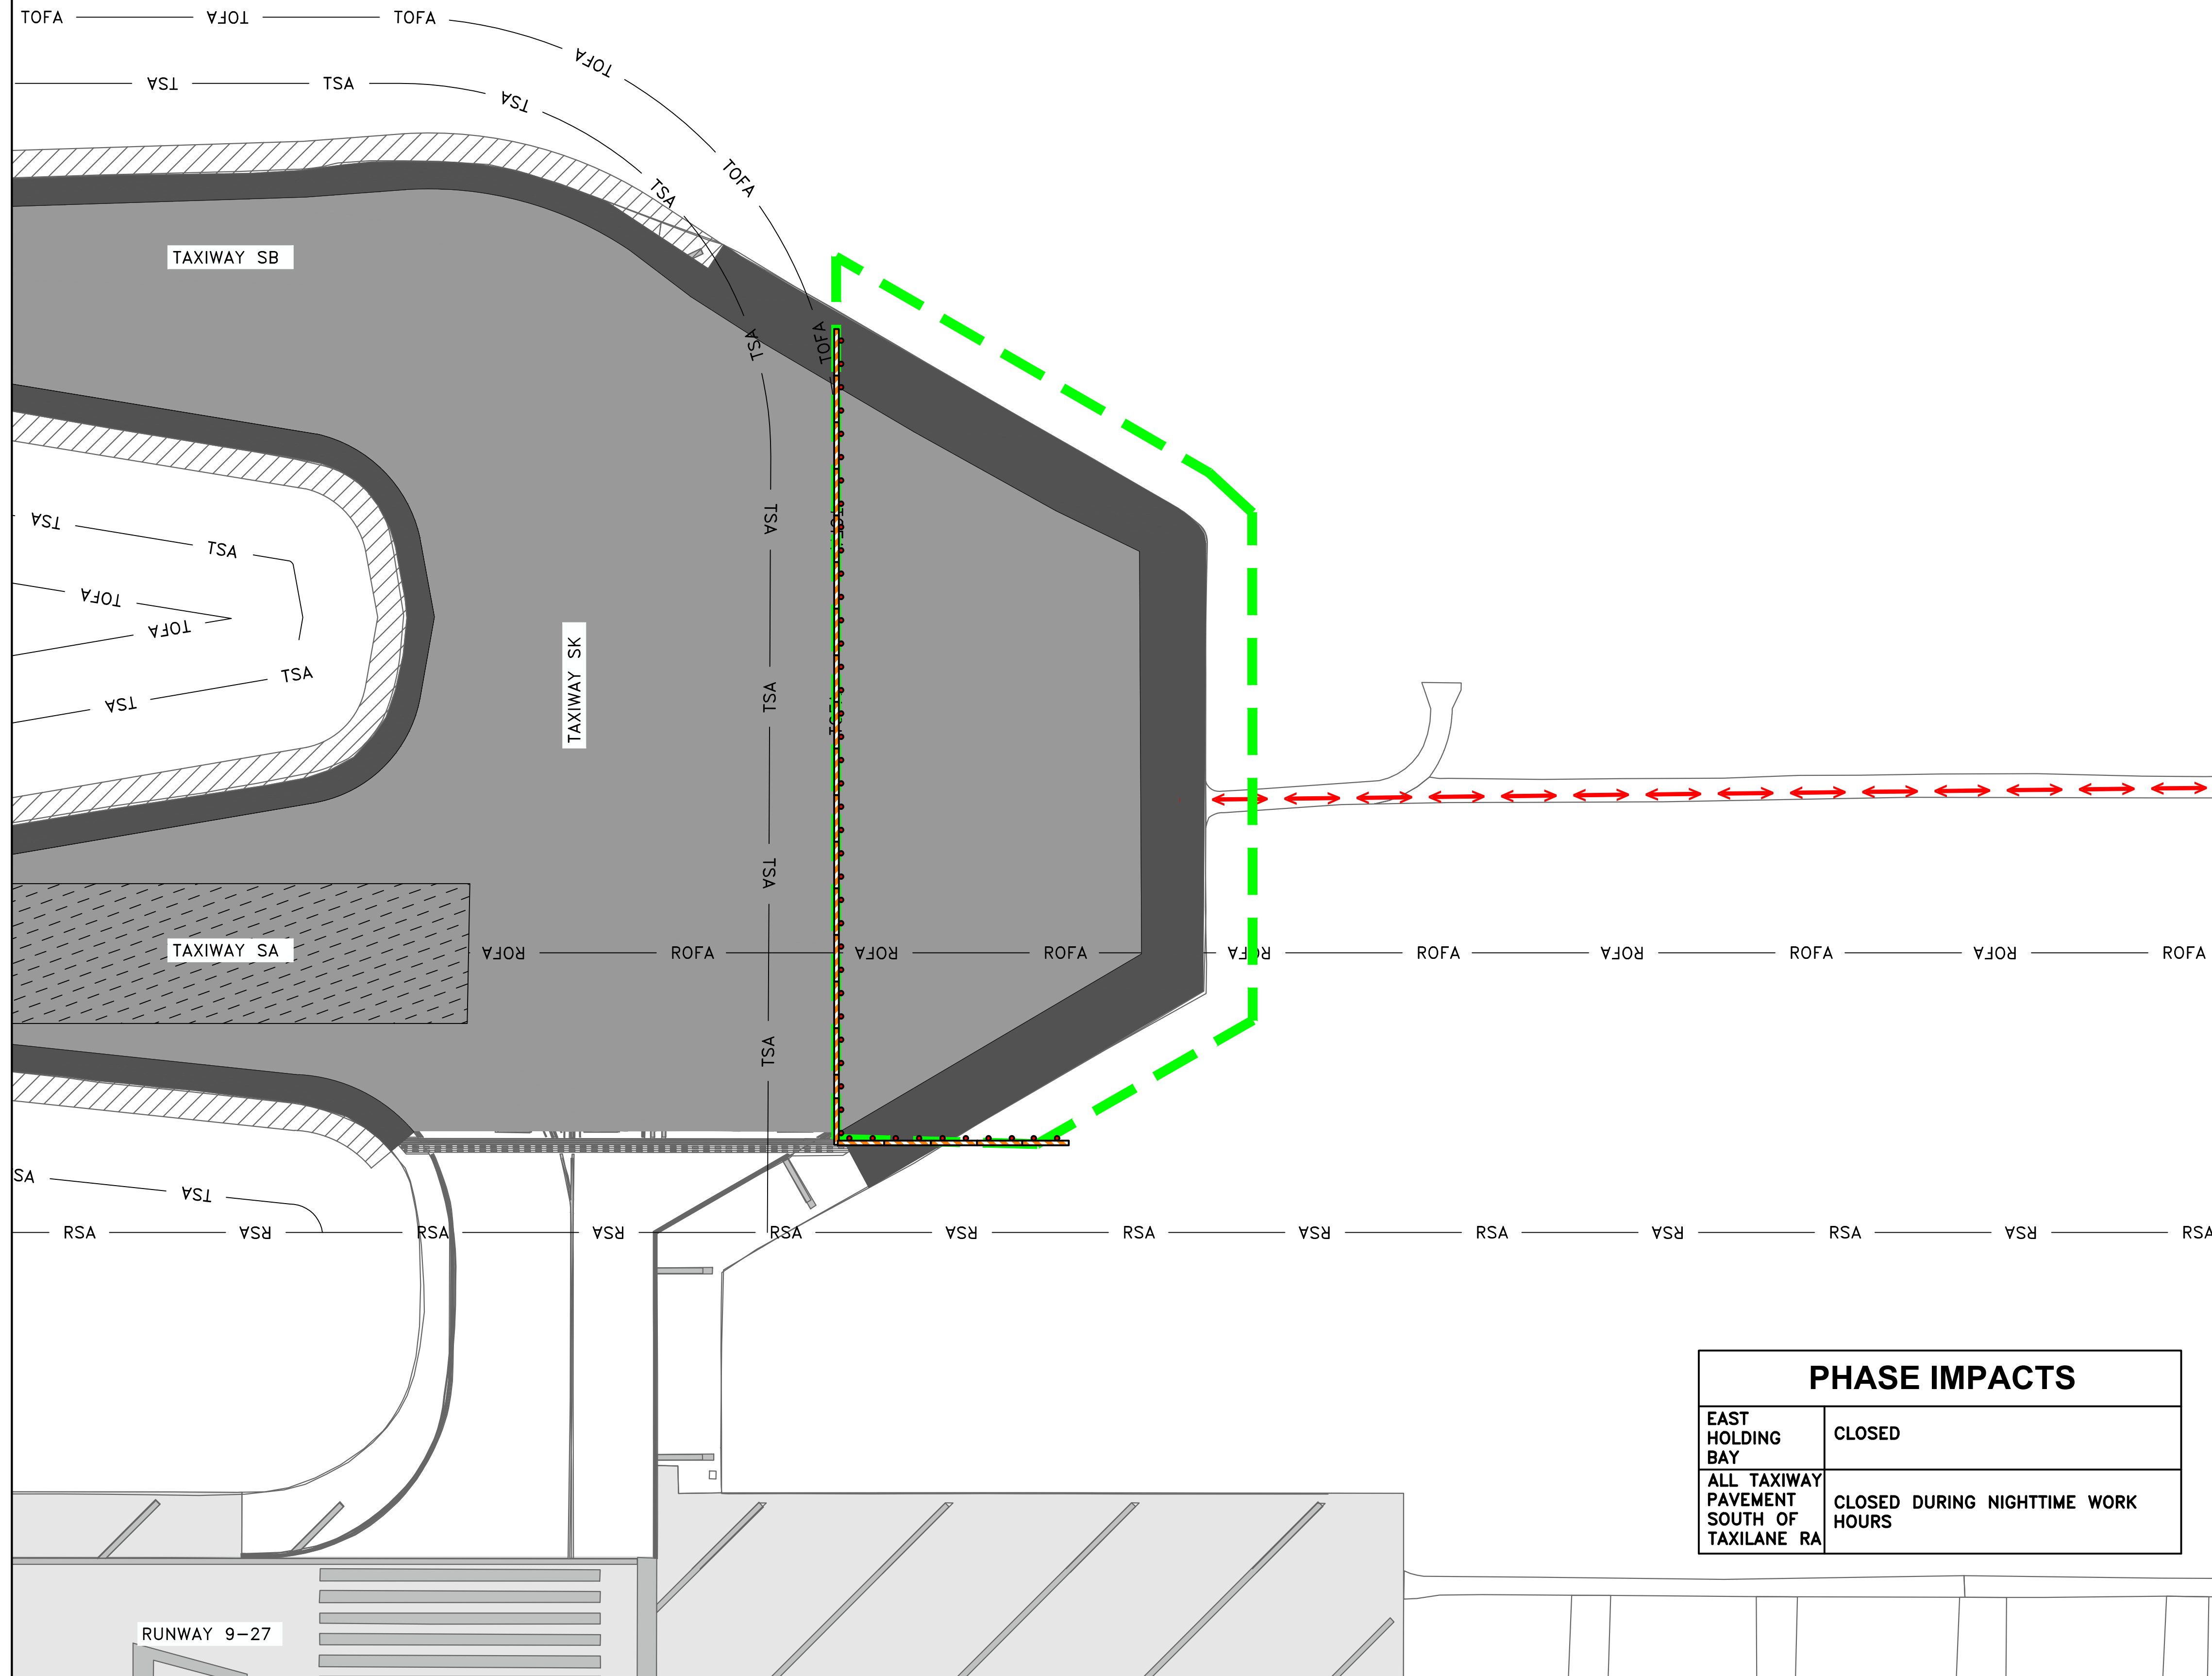 TOFA TOFA TOFA TOFA
TSA TSA TSA
TSA TOFA
TAXIWAY SB
TSA TOFA
TSA TSA TSA
TOFA
TOFA
TSA
TSA TSA
TAXIWAY SK
TSA
TAXIWAY SA
ROFA ROFA ROFA ROFA ROFA ROFA ROFA ROFA ROFA ROFA
TSA
SA TSA
RSA RSA RSA RSA RSA RSA RSA RSA RSA RSA RSA RSA RSA
PHASE IMPACTS
EAST
HOLDING
BAY
CLOSED
ALL TAXIWAY
PAVEMENT
SOUTH OF
TAXILANE RA
CLOSED DURING NIGHTTIME WORK
HOURS
RUNWAY 9-27